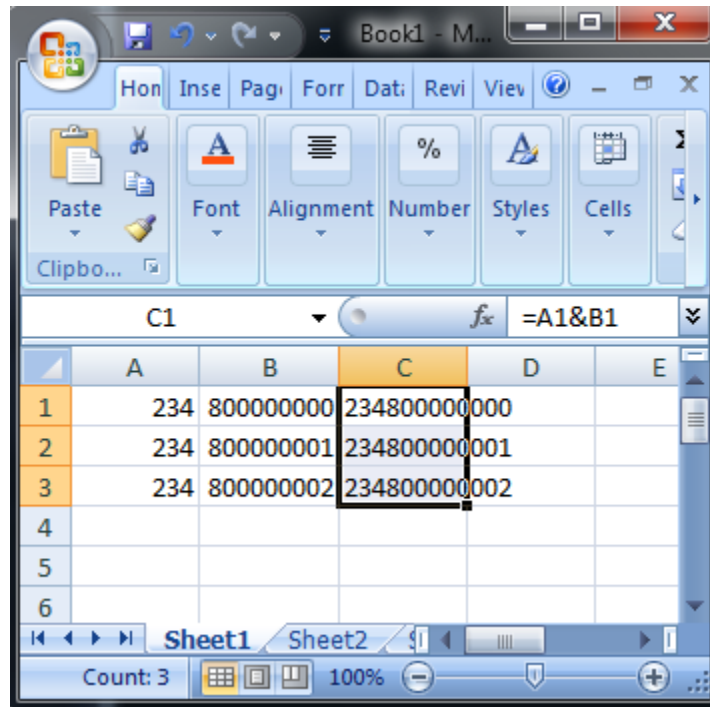 Book1 - M...
Hon Inse Pag Forr Data Revi Viev
% Σ
Paste Font Alignment Number Styles Cells
Clipbo...
C1 fx =A1&B1
A B C D E
1 234 800000000 234800000000
2 234 800000001 234800000001
3 234 800000002 234800000002
4
5
6
Sheet1 Sheet2
Count: 3 100%